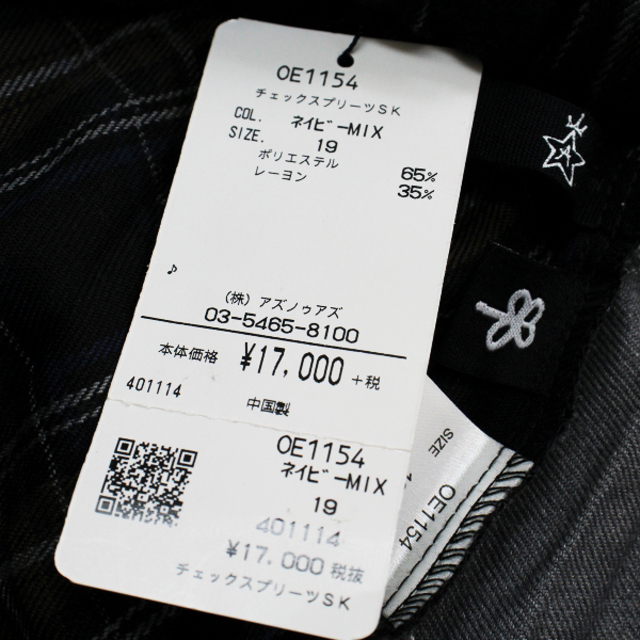 OE1154
チェックスプリーツSK
COL. ネイビーMIX
SIZE. 19
ポリエステル 65%
レーヨン 35%
♪
(株) アズノゥアズ
03-5465-8100
本体価格 ¥17,000 +税
401114
中国製
OE1154
ネイビーMIX
19
401114
¥17,000 税抜
チェックスプリーツSK
SIZE
OE1154